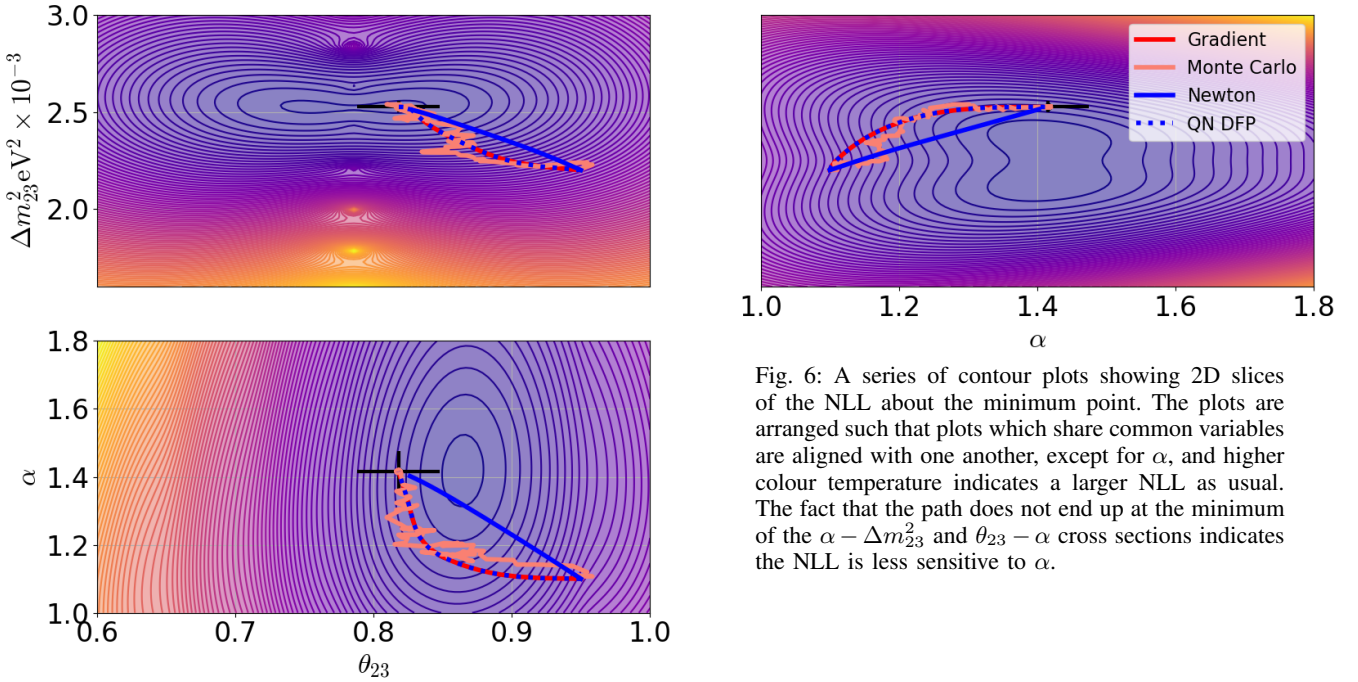 3.0
2.5
2.0
Δm²₂₃eV² × 10⁻³
Gradient
Monte Carlo
Newton
QN DFP
1.0 1.2 1.4 1.6 1.8
α
1.8
1.6
1.4
1.2
1.0
α
0.6 0.7 0.8 0.9 1.0
θ₂₃
Fig. 6: A series of contour plots showing 2D slices
of the NLL about the minimum point. The plots are
arranged such that plots which share common variables
are aligned with one another, except for α, and higher
colour temperature indicates a larger NLL as usual.
The fact that the path does not end up at the minimum
of the α − Δm²₂₃ and θ₂₃ − α cross sections indicates
the NLL is less sensitive to α.